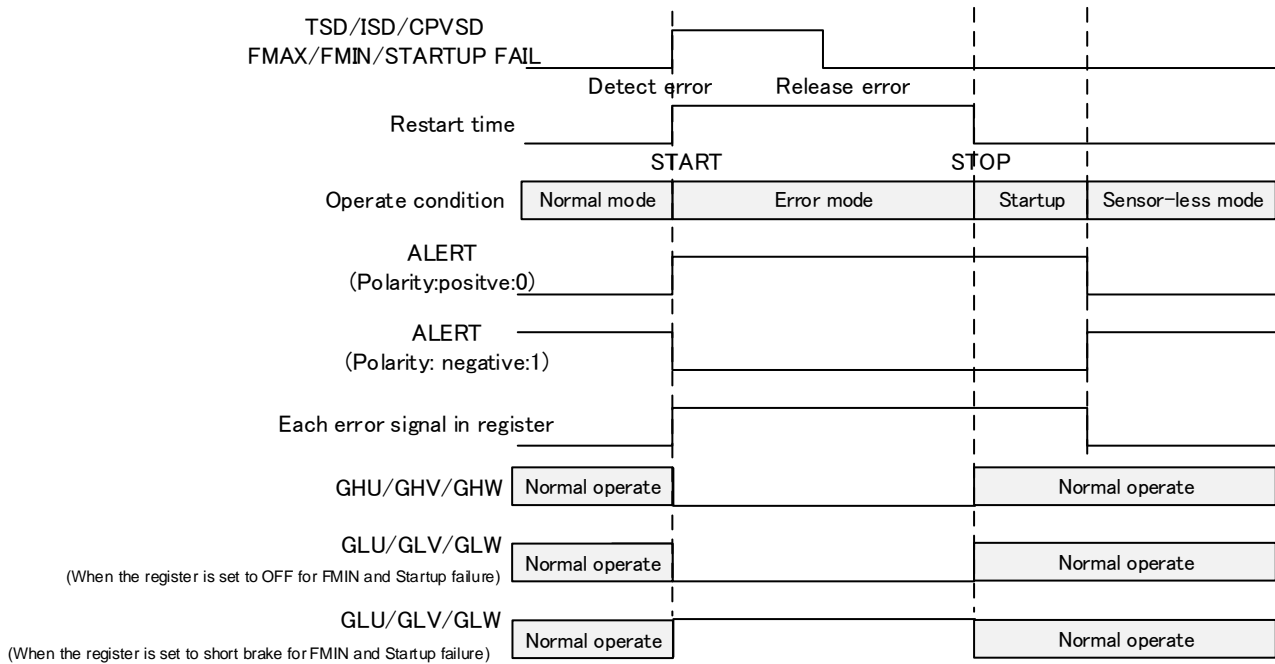 TSD/ISD/CPVSD
FMAX/FMIN/STARTUP FAIL
Detect error
Release error
Restart time
START
STOP
Operate condition
Normal mode
Error mode
Startup
Sensor-less mode
ALERT
(Polarity:positve:0)
ALERT
(Polarity: negative:1)
Each error signal in register
GHU/GHV/GHW
Normal operate
Normal operate
GLU/GLV/GLW
(When the register is set to OFF for FMIN and Startup failure)
Normal operate
Normal operate
GLU/GLV/GLW
(When the register is set to short brake for FMIN and Startup failure)
Normal operate
Normal operate